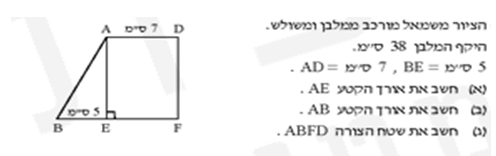 הציור משמאל מורכב ממלבן ומשולש.
היקף המלבן 38 ס״מ.
5 ס״מ = BE , 7 ס״מ = AD .
(א) חשב את אורך הקטע AE .
(ב) חשב את אורך הקטע AB .
(ג) חשב את שטח הצורה ABFD .
7 ס״מ
A D
5 ס״מ
B E F